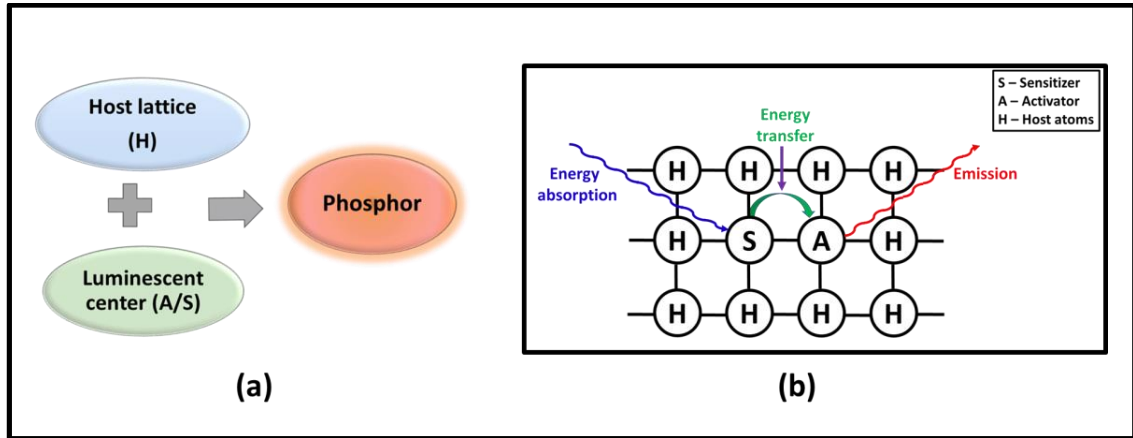 Host lattice
(H)
Luminescent
center (A/S)
Phosphor
(a)
S – Sensitizer
A – Activator
H – Host atoms
Energy
transfer
Energy
absorption
Emission
H H H H
H S A H
H H H H
(b)